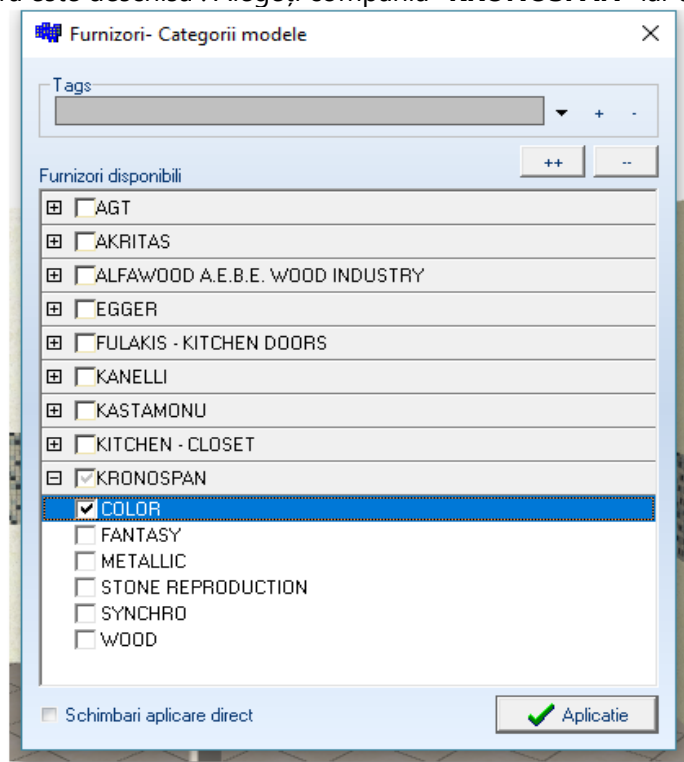 Furnizori- Categorii modele
Tags
+ -
++ --
Furnizori disponibili
AGT
AKRITAS
ALFAWOOD A.E.B.E. WOOD INDUSTRY
EGGER
FULAKIS - KITCHEN DOORS
KANELLI
KASTAMONU
KITCHEN - CLOSET
KRONOSPAN
COLOR
FANTASY
METALLIC
STONE REPRODUCTION
SYNCHRO
WOOD
Schimbari aplicare direct
Aplicatie